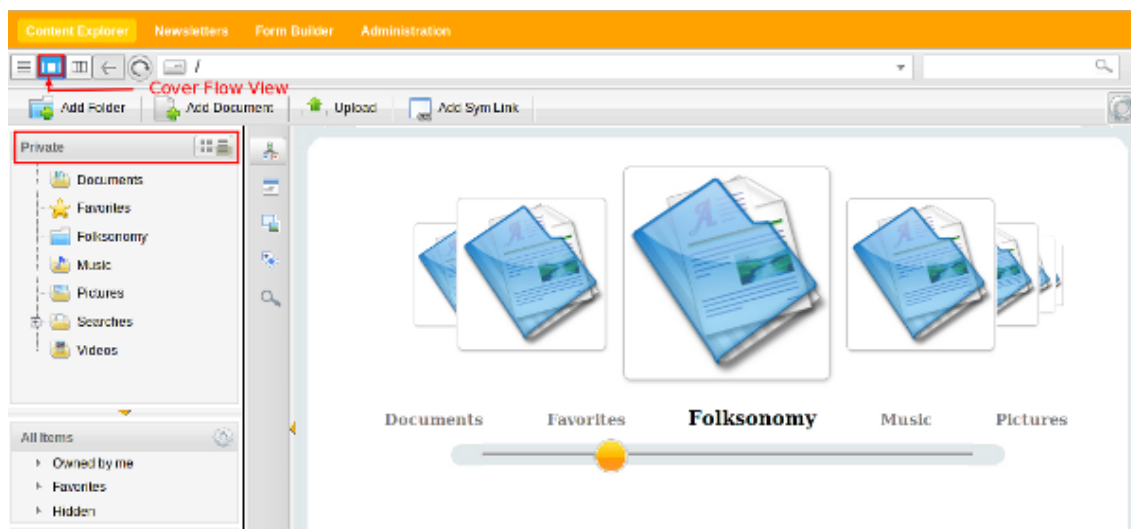 Content Explorer Newsletters Form Builder Administration
/
Cover Flow View
Add Folder Add Document Upload Add Sym Link
Private
Documents
Favorites
Folksonomy
Music
Pictures
Searches
Videos
All Items
Owned by me
Favorites
Hidden
Documents Favorites Folksonomy Music Pictures